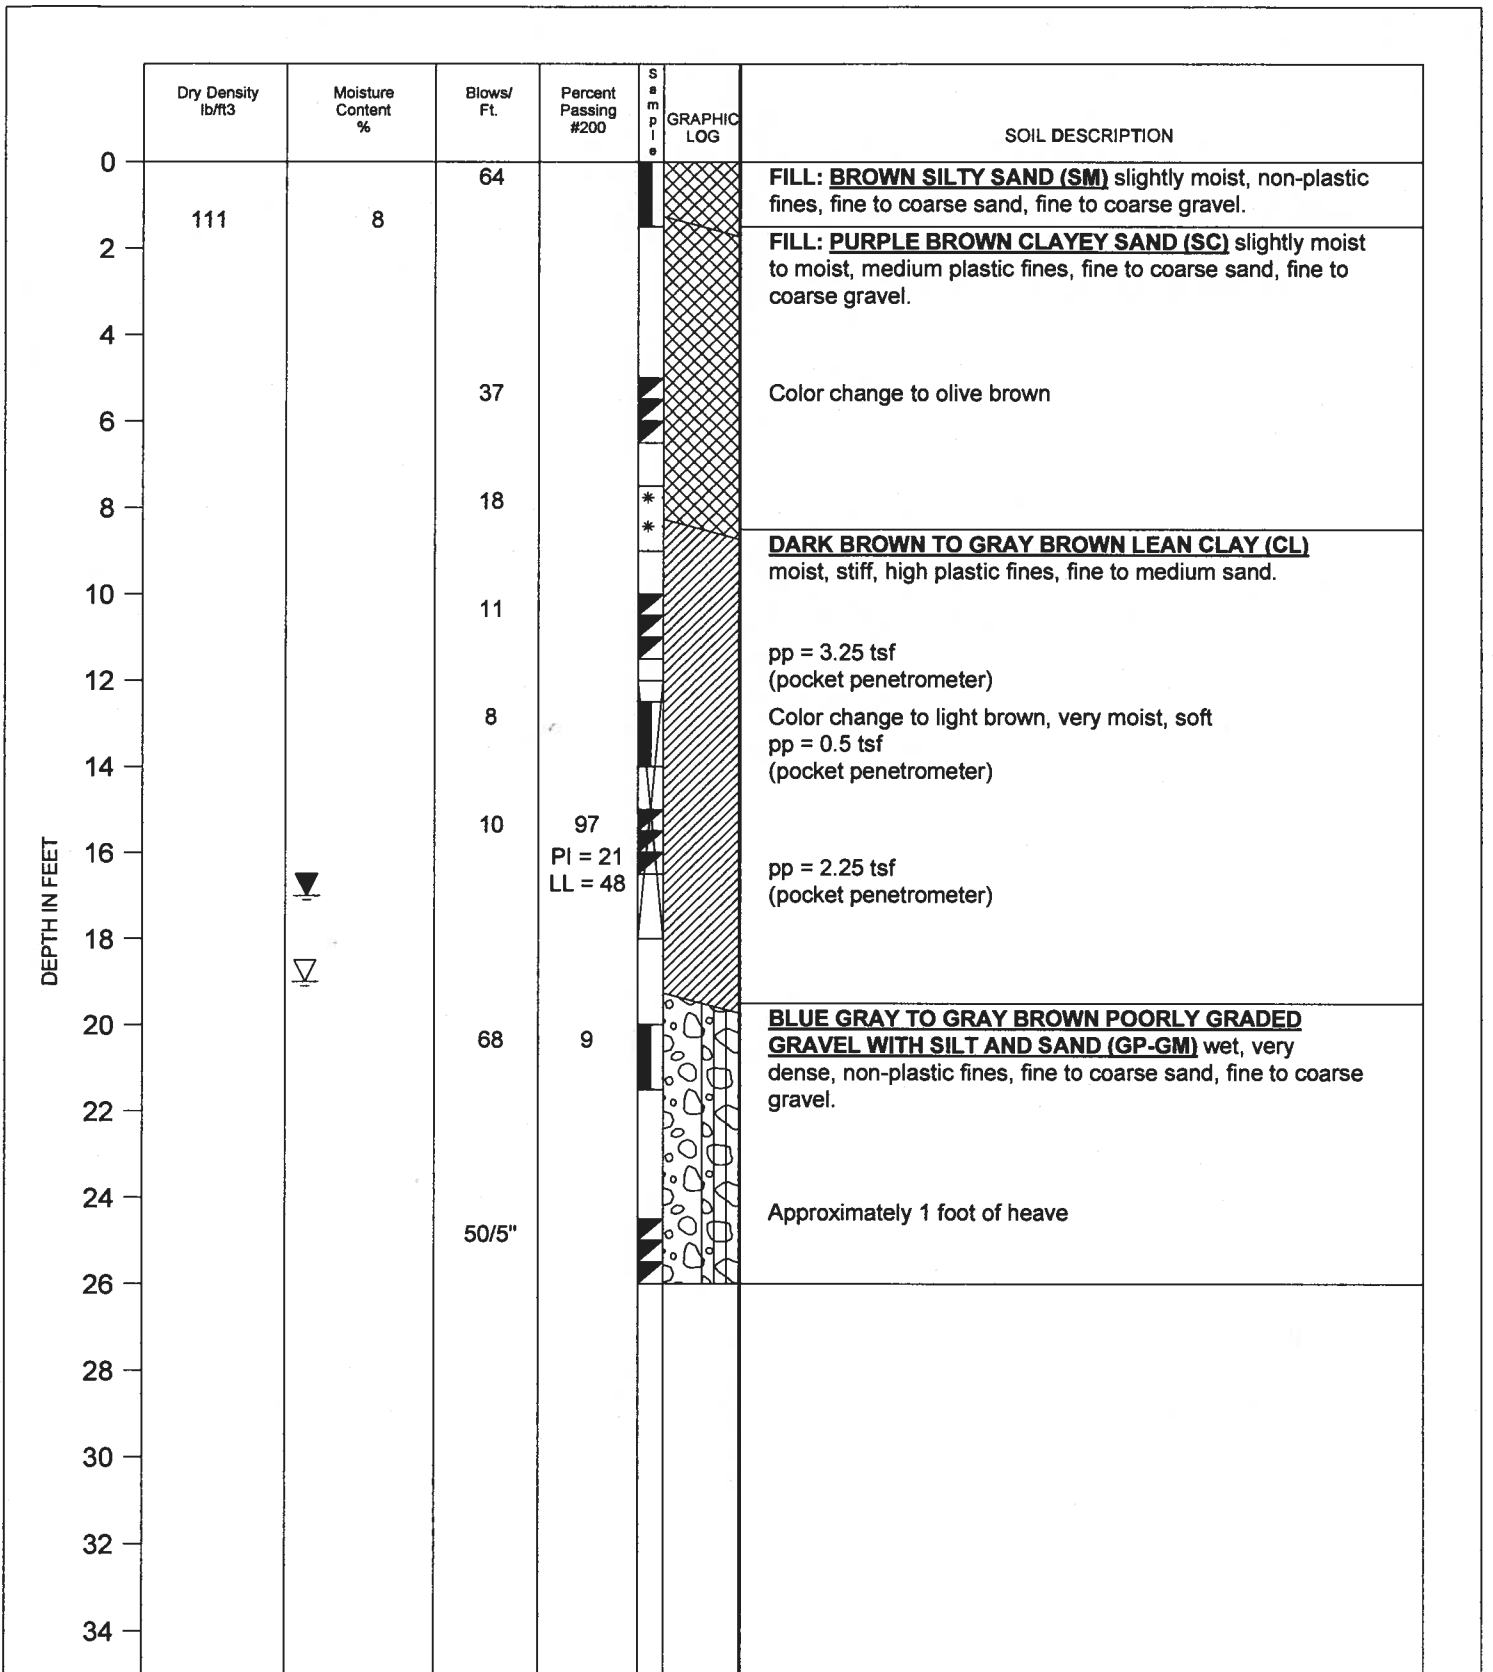 Dry Density
lb/ft3
Moisture
Content
%
Blows/
Ft.
Percent
Passing
#200
Sample
GRAPHIC
LOG
SOIL DESCRIPTION
0
64
FILL: BROWN SILTY SAND (SM) slightly moist, non-plastic
fines, fine to coarse sand, fine to coarse gravel.
111
8
2
FILL: PURPLE BROWN CLAYEY SAND (SC) slightly moist
to moist, medium plastic fines, fine to coarse sand, fine to
coarse gravel.
4
37
Color change to olive brown
6
18
8
*
*
DARK BROWN TO GRAY BROWN LEAN CLAY (CL)
moist, stiff, high plastic fines, fine to medium sand.
10
11
pp = 3.25 tsf
(pocket penetrometer)
12
8
Color change to light brown, very moist, soft
pp = 0.5 tsf
(pocket penetrometer)
14
10
97
16
PI = 21
LL = 48
pp = 2.25 tsf
(pocket penetrometer)
DEPTH IN FEET
18
20
68
9
BLUE GRAY TO GRAY BROWN POORLY GRADED
GRAVEL WITH SILT AND SAND (GP-GM) wet, very
dense, non-plastic fines, fine to coarse sand, fine to coarse
gravel.
22
24
Approximately 1 foot of heave
50/5"
26
28
30
32
34